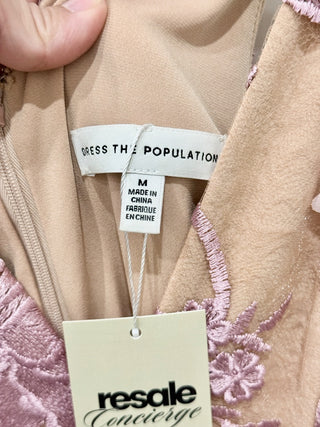 DRESS THE POPULATION
M
MADE IN
CHINA
FABRIQUÉ
EN CHINE
resale
Concierge